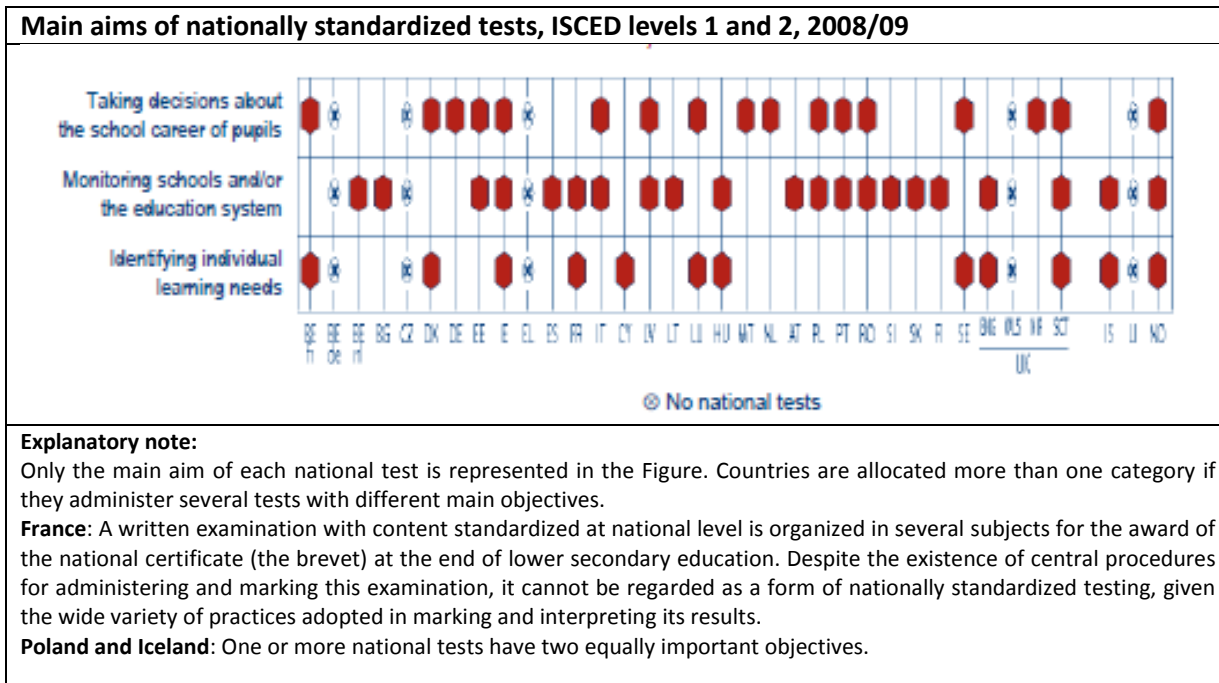 Main aims of nationally standardized tests, ISCED levels 1 and 2, 2008/09
Taking decisions about
the school career of pupils
Monitoring schools and/or
the education system
Identifying individual
learning needs
BE BE BE BG CZ DK DE EE IE EL ES FR IT CY LV LT LU HU MT NL AT PL PT RO SI SK FI SE ENG WLS NIR SCT IS LI NO
fr de nl UK
No national tests
Explanatory note:
Only the main aim of each national test is represented in the Figure. Countries are allocated more than one category if
they administer several tests with different main objectives.
France: A written examination with content standardized at national level is organized in several subjects for the award of
the national certificate (the brevet) at the end of lower secondary education. Despite the existence of central procedures
for administering and marking this examination, it cannot be regarded as a form of nationally standardized testing, given
the wide variety of practices adopted in marking and interpreting its results.
Poland and Iceland: One or more national tests have two equally important objectives.